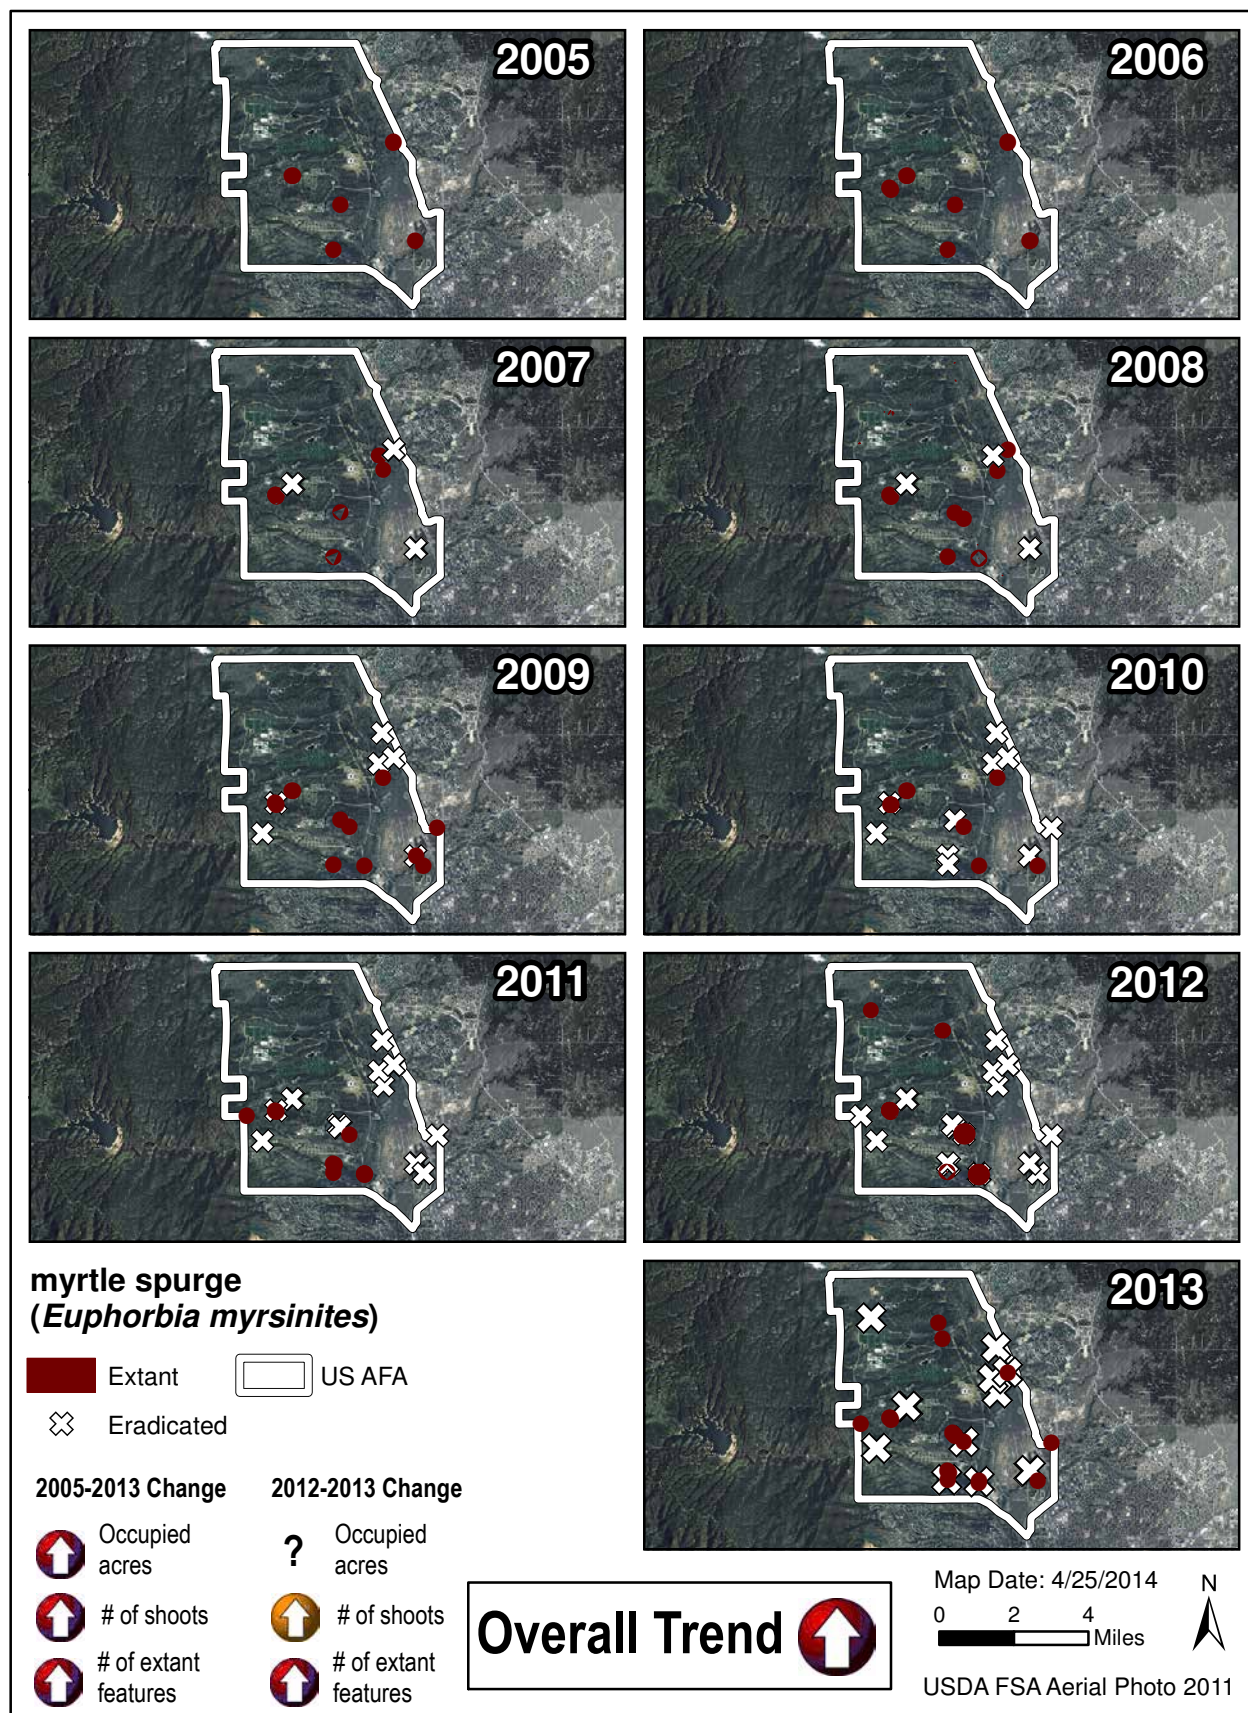 2005
2006
2007
2008
2009
2010
2011
2012
2013
myrtle spurge
(Euphorbia myrsinites)
Extant
US AFA
Eradicated
2005-2013 Change
Occupied
acres
# of shoots
# of extant
features
2012-2013 Change
?
Occupied
acres
# of shoots
# of extant
features
Overall Trend
Map Date: 4/25/2014
0 2 4
Miles
N
USDA FSA Aerial Photo 2011